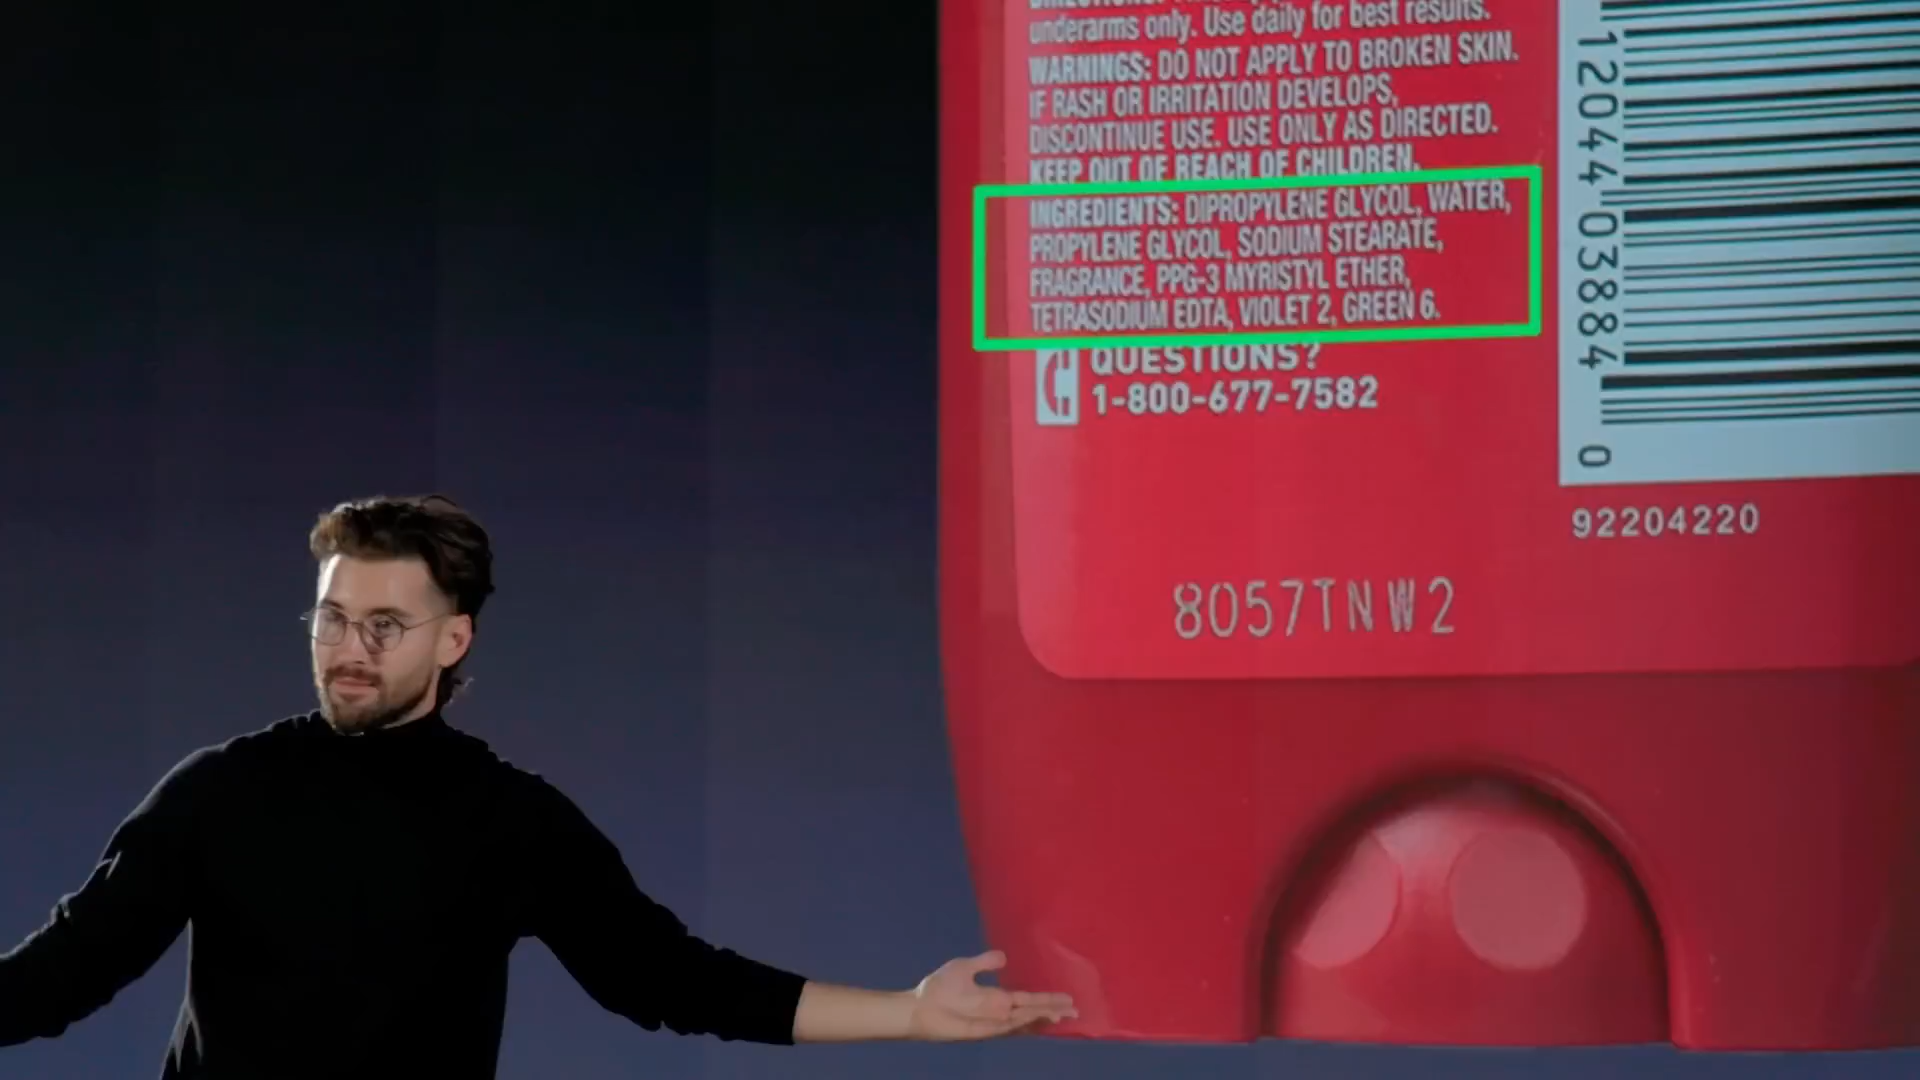 underarms only. Use daily for best results.
WARNINGS: DO NOT APPLY TO BROKEN SKIN.
IF RASH OR IRRITATION DEVELOPS,
DISCONTINUE USE. USE ONLY AS DIRECTED.
KEEP OUT OF REACH OF CHILDREN.
INGREDIENTS: DIPROPYLENE GLYCOL, WATER,
PROPYLENE GLYCOL, SODIUM STEARATE,
FRAGRANCE, PPG-3 MYRISTYL ETHER,
TETRASODIUM EDTA, VIOLET 2, GREEN 6.
QUESTIONS?
1-800-677-7582
12044 03884
0
92204220
8057TNW2